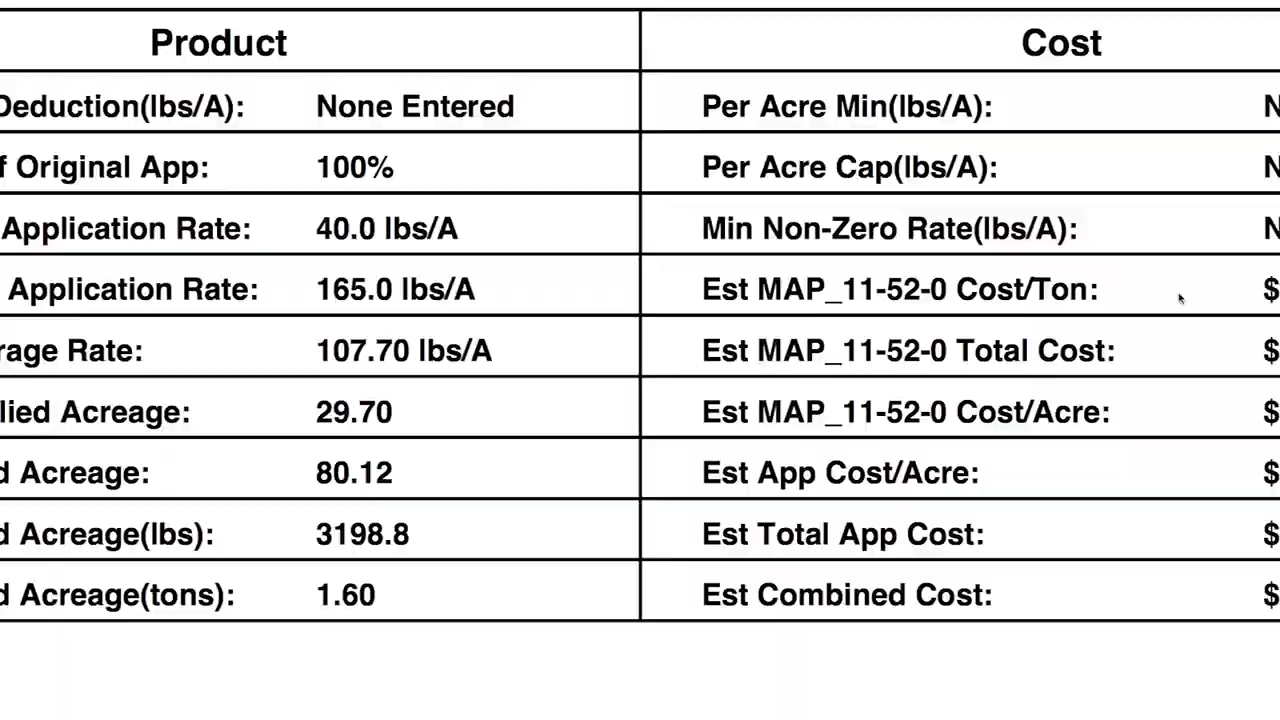 Product Cost
Deduction(lbs/A): None Entered Per Acre Min(lbs/A): N
f Original App: 100% Per Acre Cap(lbs/A): N
Application Rate: 40.0 lbs/A Min Non-Zero Rate(lbs/A): N
Application Rate: 165.0 lbs/A Est MAP_11-52-0 Cost/Ton: $
rage Rate: 107.70 lbs/A Est MAP_11-52-0 Total Cost: $
lied Acreage: 29.70 Est MAP_11-52-0 Cost/Acre: $
d Acreage: 80.12 Est App Cost/Acre: $
d Acreage(lbs): 3198.8 Est Total App Cost: $
d Acreage(tons): 1.60 Est Combined Cost: $